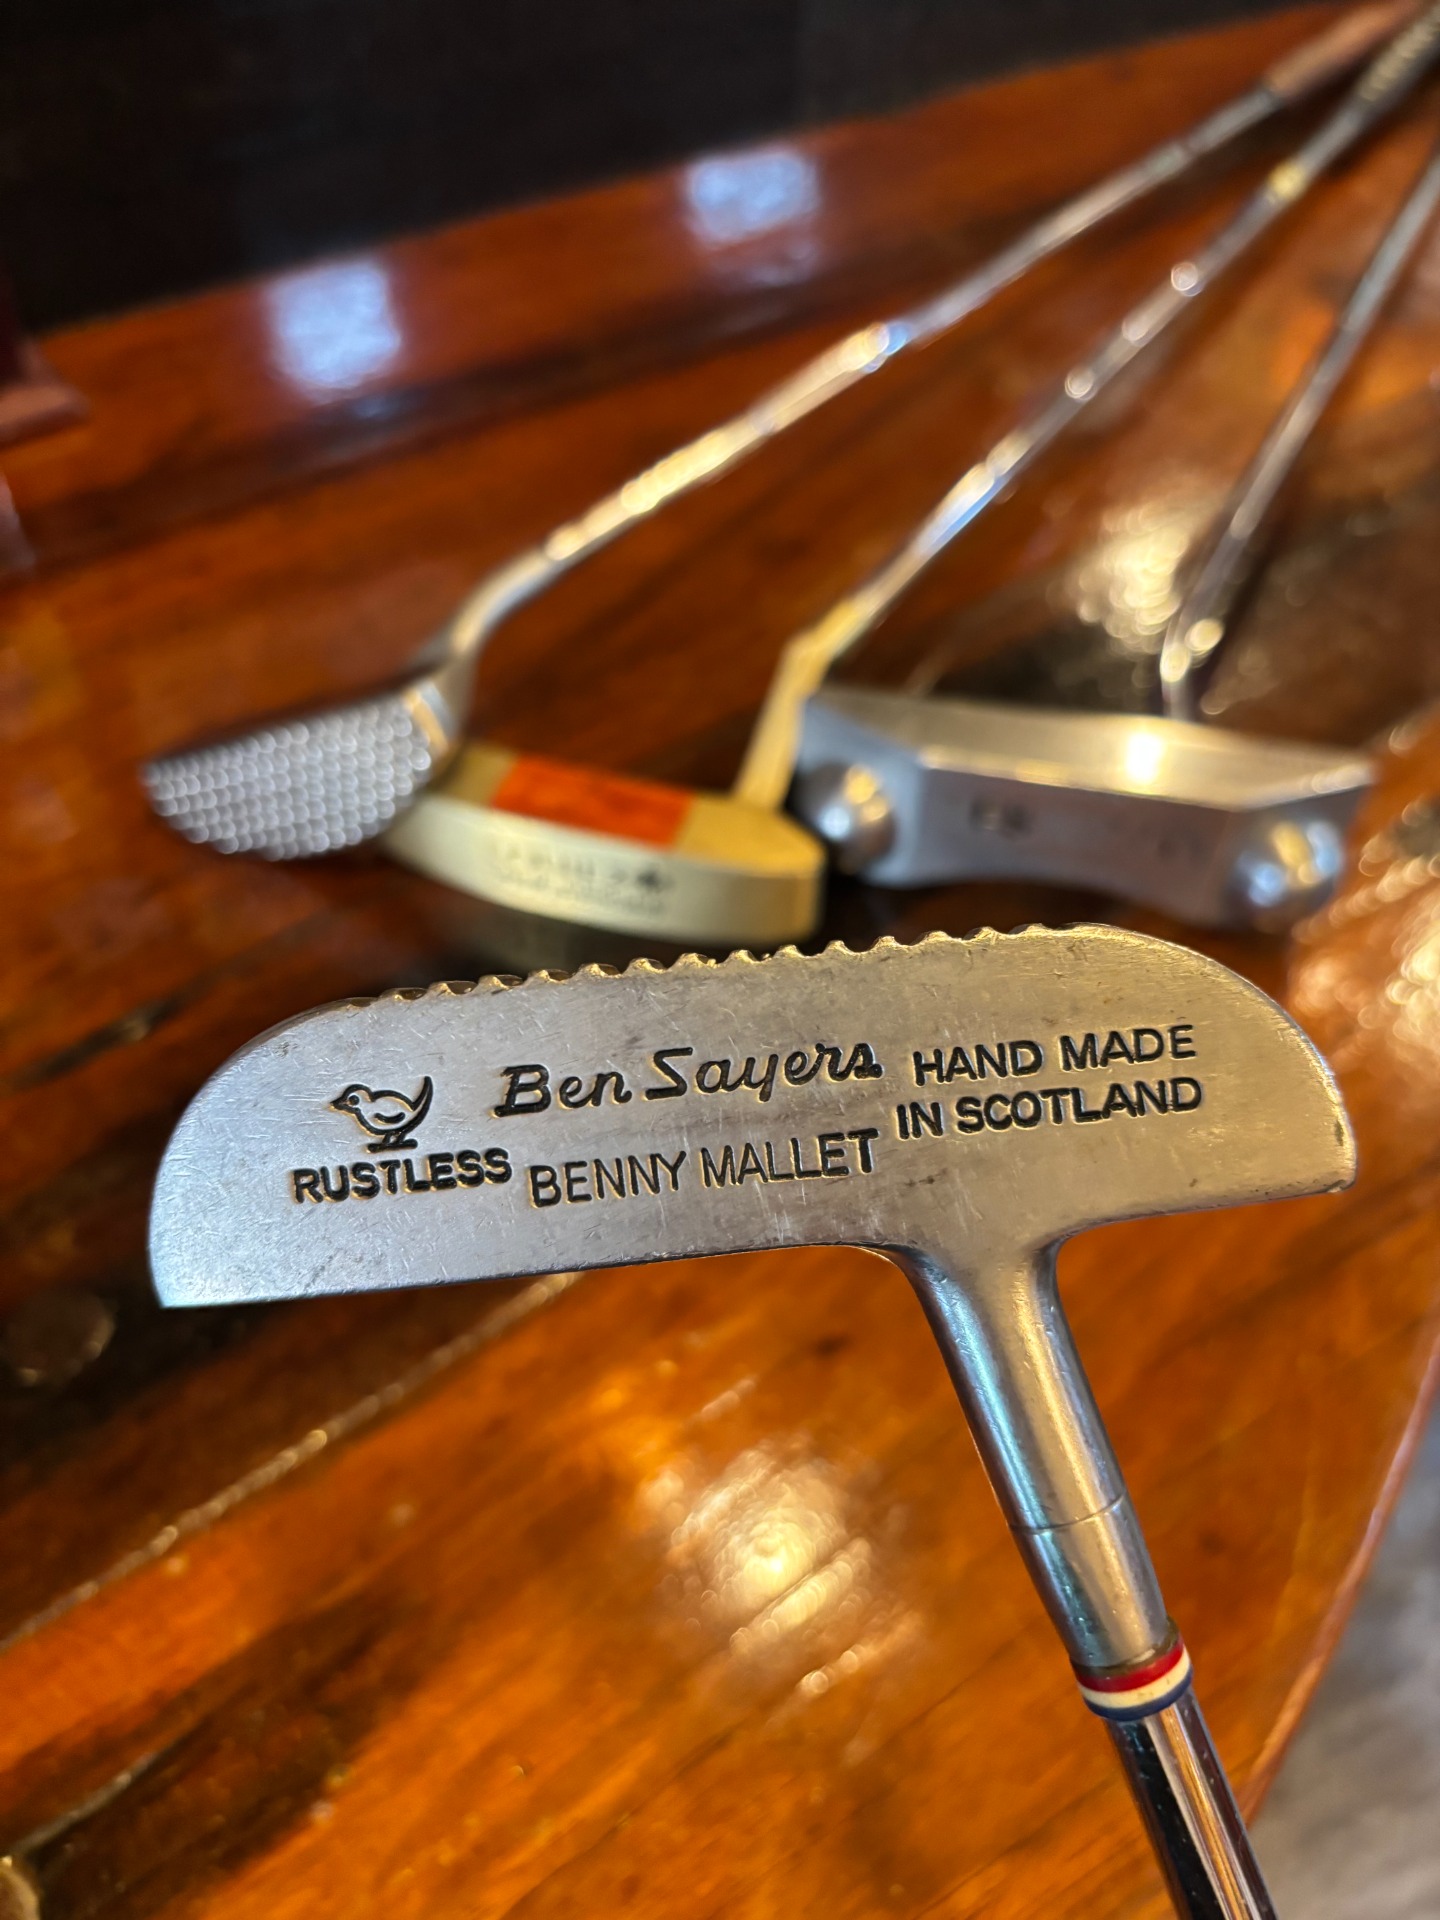 Ben Sayers
HAND MADE
IN SCOTLAND
RUSTLESS
BENNY MALLET